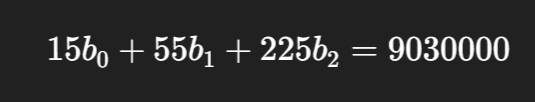 15b₀ + 55b₁ + 225b₂ = 9030000